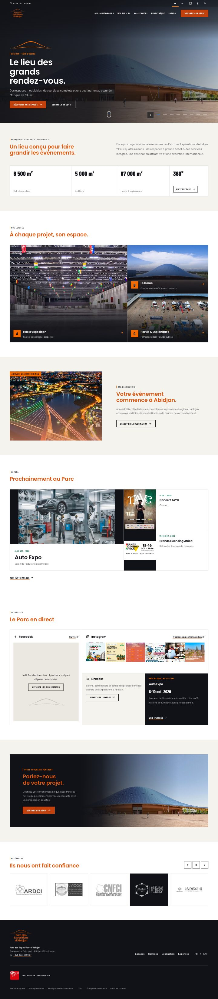 +225 27 21 71 09 97
FR
EN
Parc des
Expositions
d'Abidjan
QUI SOMMES-NOUS ?
NOS ESPACES
NOS SERVICES
PHOTOTHÈQUE
AGENDA
DEMANDER UN DEVIS
ABIDJAN · CÔTE D'IVOIRE
Le lieu des
grands
rendez-vous.
Des espaces modulables, des services complets et une destination au cœur de
l'Afrique de l'Ouest.
DÉCOUVRIR NOS ESPACES
DEMANDER UN DEVIS
POURQUOI LE PARC DES EXPOSITIONS ?
Un lieu conçu pour faire
grandir les événements.
Pourquoi organiser votre événement au Parc des Expositions d'Abidjan
? Pour quatre raisons : des espaces à grande échelle, des services
intégrés, une destination attractive et une expertise internationale.
6 500 m²
Hall d'exposition
5 000 m²
Le Dôme
67 000 m²
Parvis & esplanades
360°
VISITER LE PARC
NOS ESPACES
À chaque projet, son espace.
A
Hall d'Exposition
Salons · expositions · corporate
B
Le Dôme
Conventions · conférences · concerts
C
Parvis & Esplanades
Formats outdoor · grands publics
ABIDJAN, DESTINATION MICE
UNE DESTINATION
Votre événement
commence à Abidjan.
Accessibilité, hôtellerie, vie économique et rayonnement régional : Abidjan
offre à vos participants une destination à la hauteur de votre événement.
DÉCOUVRIR LA DESTINATION
AGENDA
Prochainement au Parc
8–10 OCT. 2026
Auto Expo
Salon de l'industrie automobile
TAYC
11
11 OCT. 2026
Concert TAYC
Concert
BRANDS
LICENSING
AFRICA
15-16
OCT - 2026
15–16 OCT. 2026
Brands Licensing Africa
Salon des licences de marques
VOIR TOUT L'AGENDA
ACTUALITÉS
Le Parc en direct
Facebook
Suivre
Le fil Facebook est fourni par Meta, qui peut
déposer des cookies.
AFFICHER LES PUBLICATIONS
Instagram
@parcdesexpositionsabidjan
LinkedIn
Salons, partenariats et actualités professionnelles
du Parc des Expositions d'Abidjan.
SUIVRE SUR LINKEDIN
PROCHAINEMENT AU PARC
Auto Expo
8–10 oct. 2026
Le salon de l'industrie automobile : plus de 15
nations et 900 acheteurs professionnels.
VOIR L'AGENDA
VOTRE PROCHAIN ÉVÉNEMENT
Parlez-nous
de votre projet.
Décrivez votre événement en quelques minutes :
notre équipe commerciale vous recontacte avec
une proposition adaptée.
DEMANDER UN DEVIS
RÉFÉRENCES
Ils nous ont fait confiance
ARDCI
UVICOCI
Union des Villes
et Communes de
Côte d'Ivoire
CNFCI
Commission Nationale des
Frontières de la Côte d'Ivoire
ABF
ABIDJAN
BORDER
FORUM
SIREXE
Parc des
Expositions
d'Abidjan
Parc des Expositions d'Abidjan
Boulevard de l'aéroport · Abidjan · Côte d'Ivoire
+225 27 21 71 09 97
Espaces
Services
Destination
Expertise
FR / EN
GL events
EXPERTISE INTERNATIONALE
Mentions légales
Politique cookies
Politique de confidentialité
CGU
Éthique et conformité
Gérer les cookies